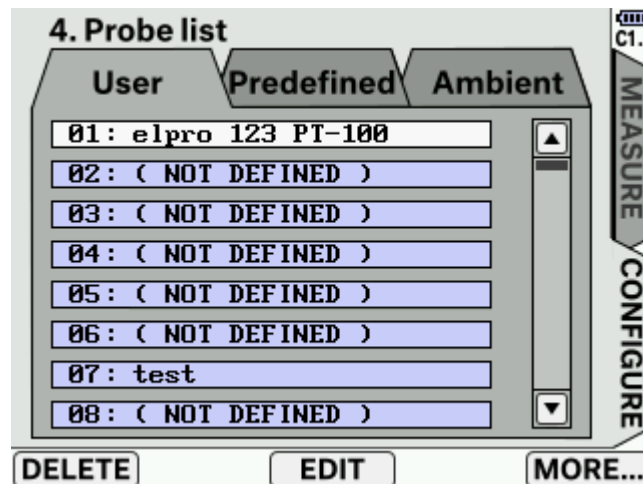 4. Probe list
C1.
User Predefined Ambient
01: elpro 123 PT-100
02: ( NOT DEFINED )
03: ( NOT DEFINED )
04: ( NOT DEFINED )
05: ( NOT DEFINED )
06: ( NOT DEFINED )
07: test
08: ( NOT DEFINED )
MEASURE
CONFIGURE
DELETE EDIT MORE...